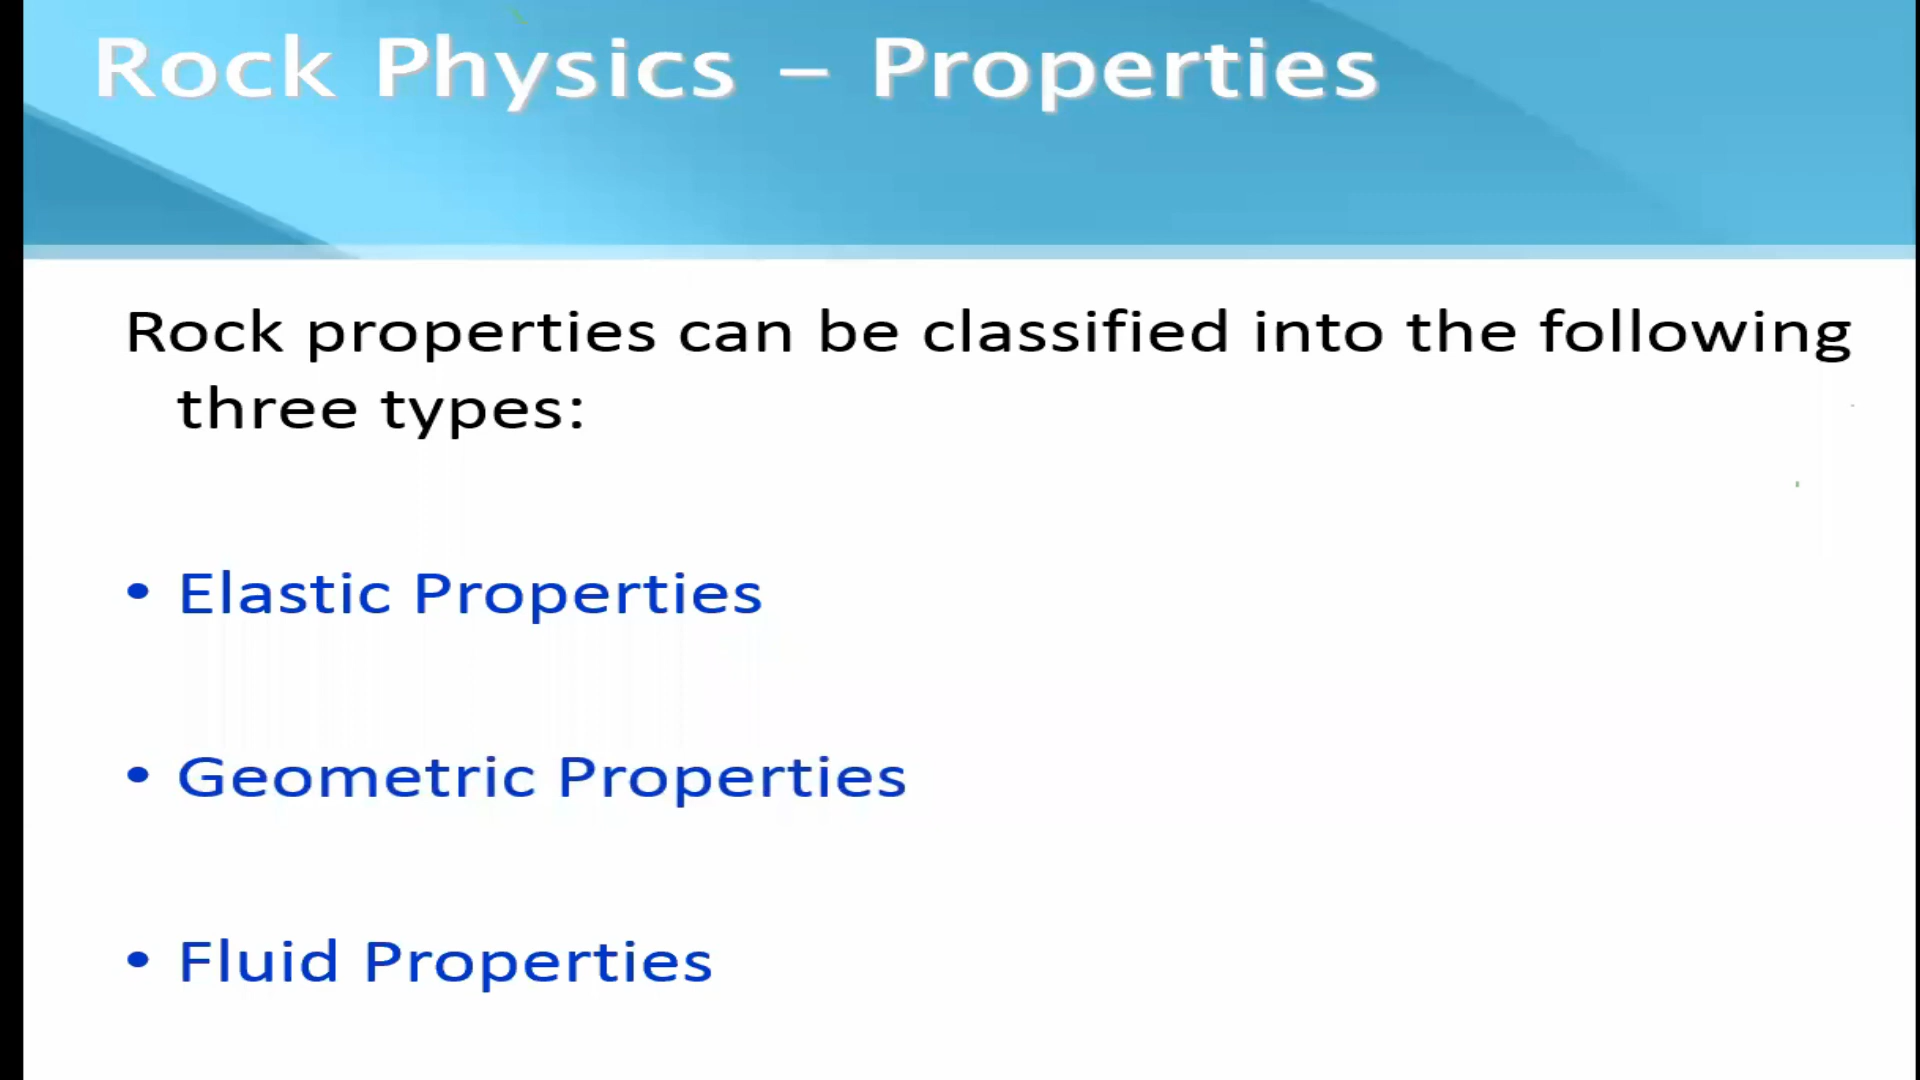 Rock Physics – Properties
Rock properties can be classified into the following
three types:
• Elastic Properties
• Geometric Properties
• Fluid Properties